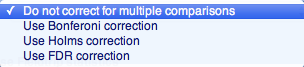 ✓ Do not correct for multiple comparisons
Use Bonferoni correction
Use Holms correction
Use FDR correction